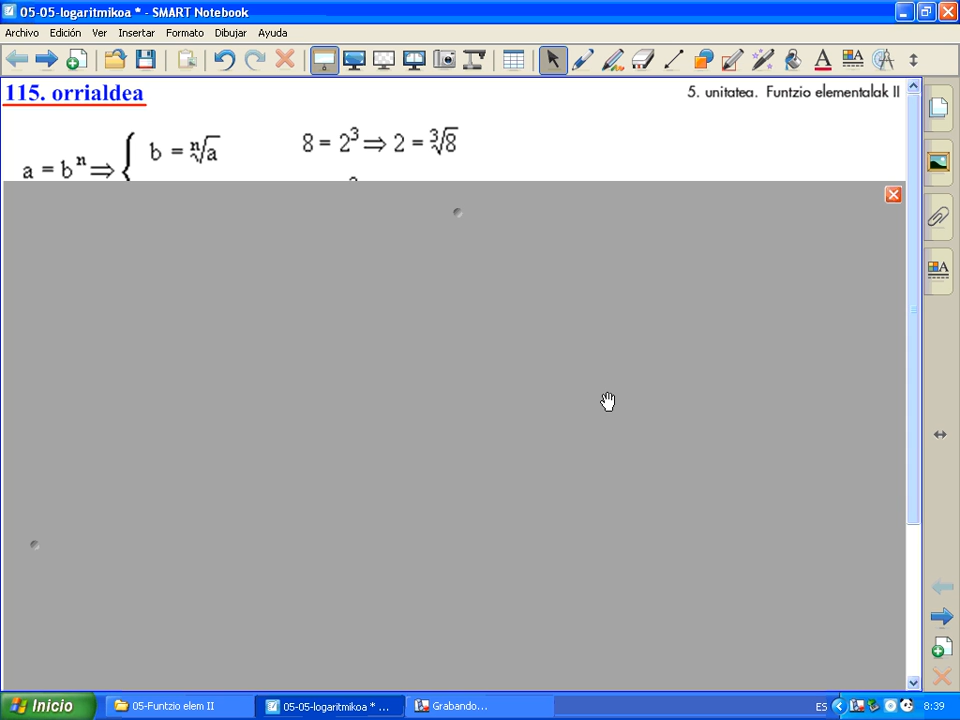 05-05-logaritmikoa * - SMART Notebook
Archivo Edición Ver Insertar Formato Dibujar Ayuda
115. orrialdea
5. unitatea. Funtzio elementalak II
a = bⁿ ⇒ { b = ⁿ√a
8 = 2³ ⇒ 2 = ³√8
Inicio
05-Funtzio elem II
05-05-logaritmikoa * ...
Grabando...
ES
8:39